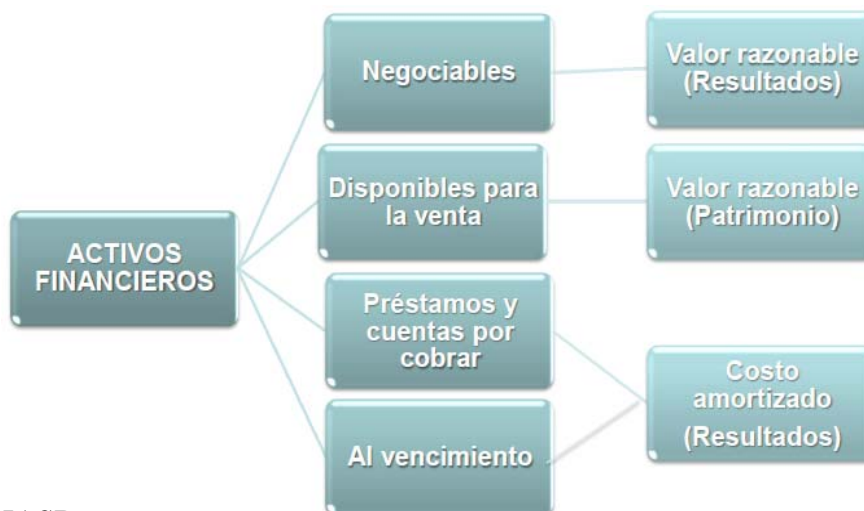 Negociables
Valor razonable
(Resultados)
Disponibles para
la venta
Valor razonable
(Patrimonio)
ACTIVOS
FINANCIEROS
Préstamos y
cuentas por
cobrar
Al vencimiento
Costo
amortizado
(Resultados)